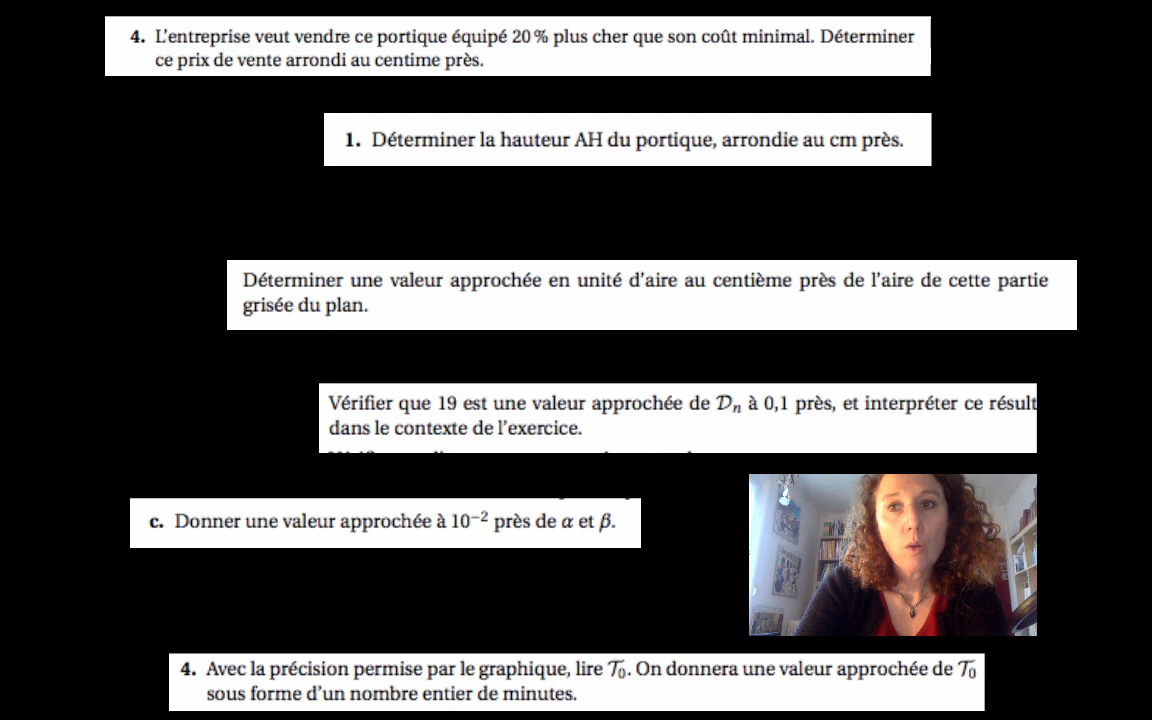 4. L'entreprise veut vendre ce portique équipé 20 % plus cher que son coût minimal. Déterminer
ce prix de vente arrondi au centime près.
1. Déterminer la hauteur AH du portique, arrondie au cm près.
Déterminer une valeur approchée en unité d'aire au centième près de l'aire de cette partie
grisée du plan.
Vérifier que 19 est une valeur approchée de 𝒟ₙ à 0,1 près, et interpréter ce résult
dans le contexte de l'exercice.
c. Donner une valeur approchée à 10⁻² près de α et β.
4. Avec la précision permise par le graphique, lire 𝒯₀. On donnera une valeur approchée de 𝒯₀
sous forme d'un nombre entier de minutes.